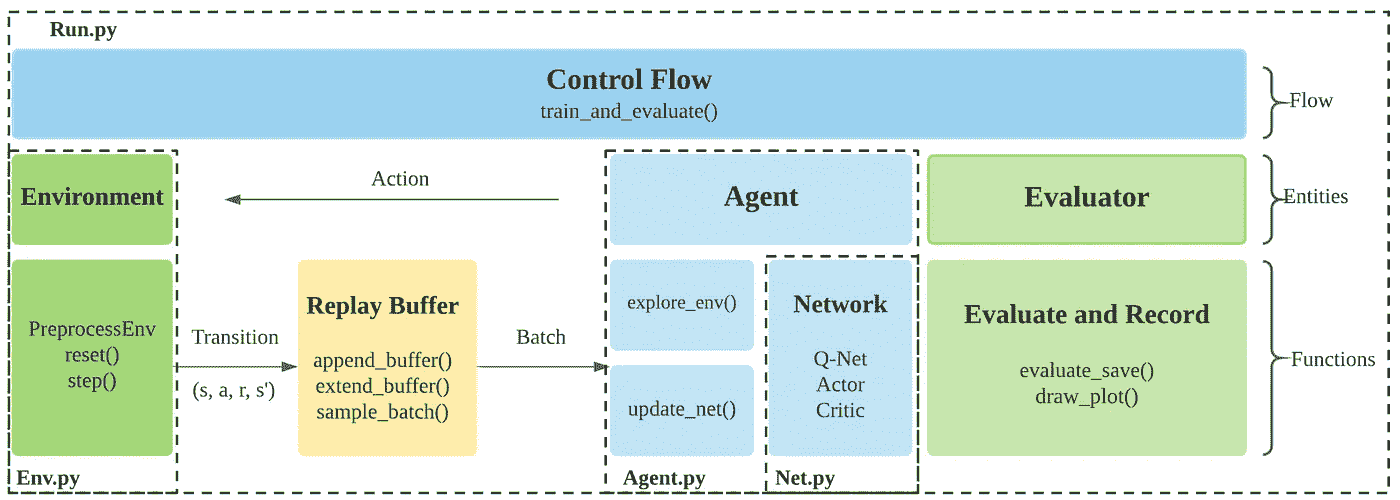 Run.py
Control Flow
train_and_evaluate()
Flow
Environment
Action
Agent
Evaluator
Entities
PreprocessEnv
reset()
step()
Transition
(s, a, r, s')
Replay Buffer
append_buffer()
extend_buffer()
sample_batch()
Batch
explore_env()
update_net()
Network
Q-Net
Actor
Critic
Evaluate and Record
evaluate_save()
draw_plot()
Functions
Env.py
Agent.py
Net.py